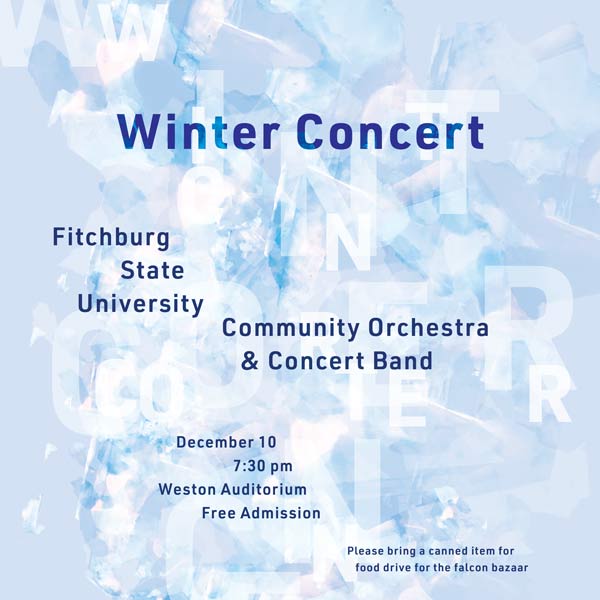 Winter Concert
Fitchburg
State
University
Community Orchestra
& Concert Band
December 10
7:30 pm
Weston Auditorium
Free Admission
Please bring a canned item for
food drive for the falcon bazaar